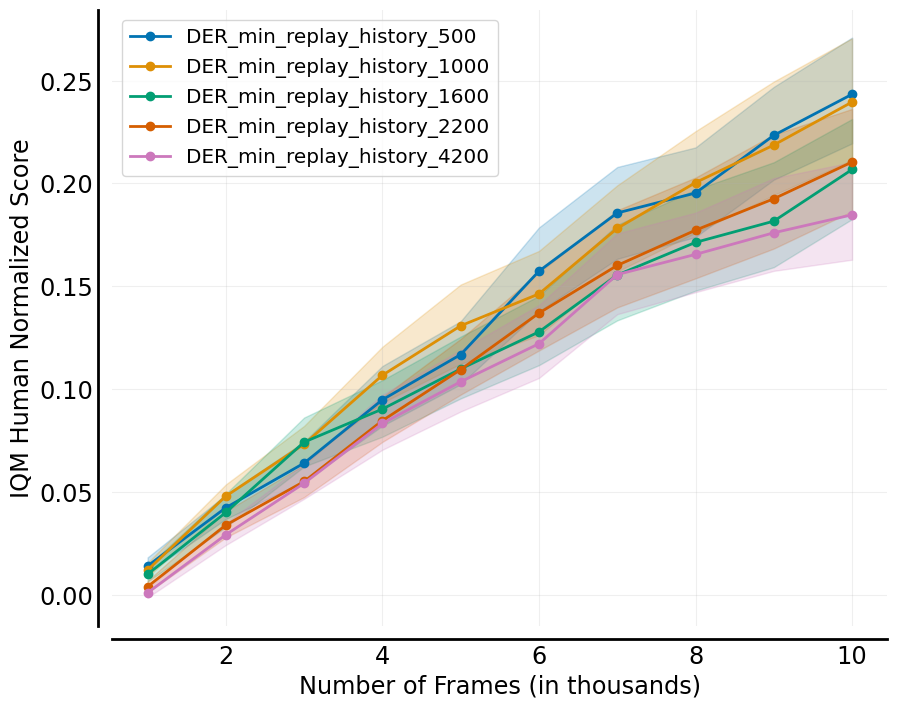 DER_min_replay_history_500
DER_min_replay_history_1000
DER_min_replay_history_1600
DER_min_replay_history_2200
DER_min_replay_history_4200
IQM Human Normalized Score
0.25
0.20
0.15
0.10
0.05
0.00
2 4 6 8 10
Number of Frames (in thousands)